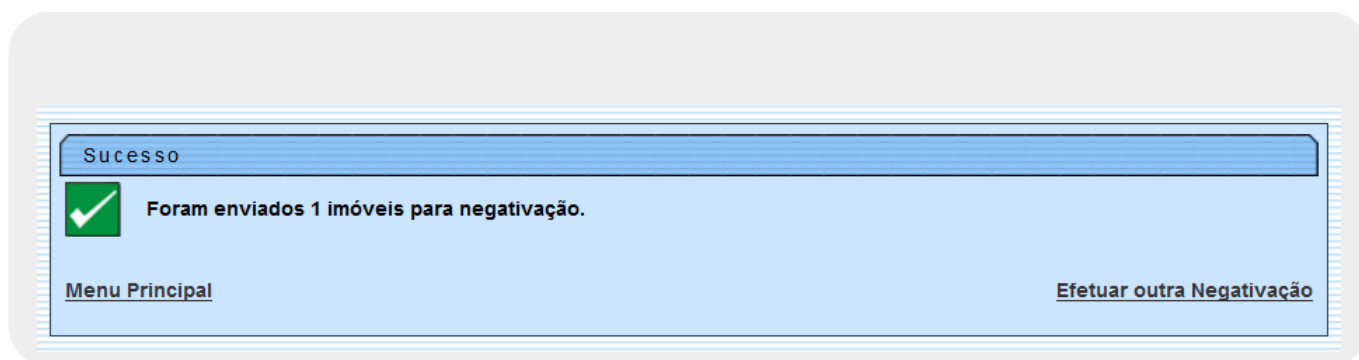 Sucesso
Foram enviados 1 imóveis para negativação.
Menu Principal
Efetuar outra Negativação